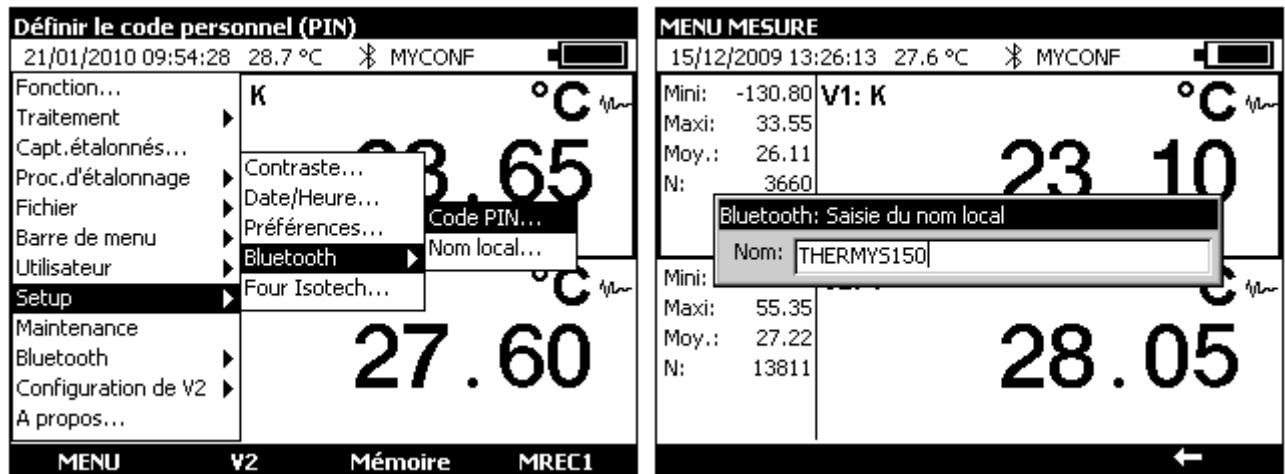 Définir le code personnel (PIN)
21/01/2010 09:54:28 28.7 °C MYCONF
Fonction...
Traitement
Capt.étalonnés...
Proc.d'étalonnage
Fichier
Barre de menu
Utilisateur
Setup
Maintenance
Bluetooth
Configuration de V2
A propos...
K °C
.65
Contraste...
Date/Heure...
Préférences...
Bluetooth
Four Isotech...
Code PIN...
Nom local...
°C
27.60
MENU V2 Mémoire MREC1
MENU MESURE
15/12/2009 13:26:13 27.6 °C MYCONF
Mini: -130.80 V1: K °C
Maxi: 33.55
Moy.: 26.11
N: 3660
23.10
Bluetooth: Saisie du nom local
Nom: THERMYS150
Mini: °C
Maxi: 55.35
Moy.: 27.22
N: 13811
28.05